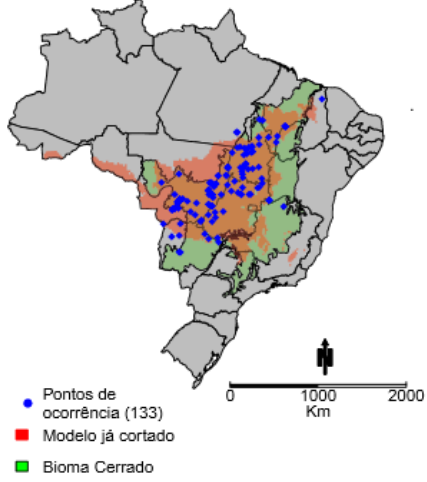 N
0 1000 2000
Km
Pontos de
ocorrência (133)
Modelo já cortado
Bioma Cerrado